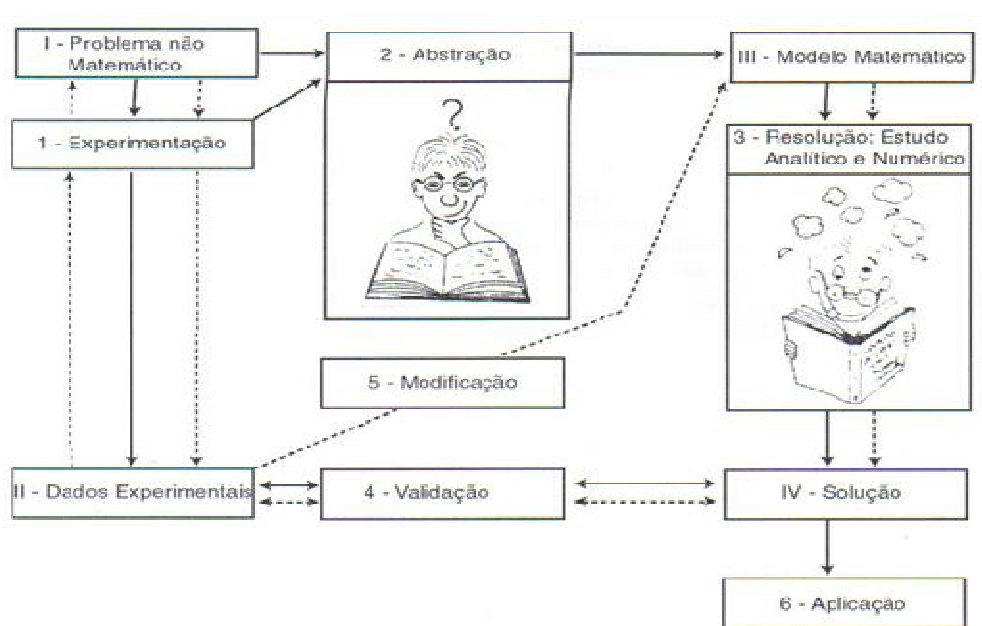 I - Problema não
Matemático
2 - Abstração
III - Modelo Matemático
1 - Experimentação
?
3 - Resolução: Estudo
Analítico e Numérico
5 - Modificação
II - Dados Experimentais
4 - Validação
IV - Solução
6 - Aplicação